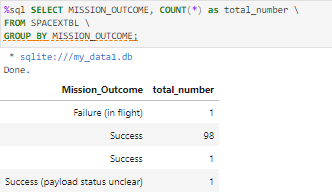 %sql SELECT MISSION_OUTCOME, COUNT(*) as total_number \
FROM SPACEXTBL \
GROUP BY MISSION_OUTCOME;
* sqlite:///my_data1.db
Done.
Mission_Outcome total_number
Failure (in flight) 1
Success 98
Success 1
Success (payload status unclear) 1